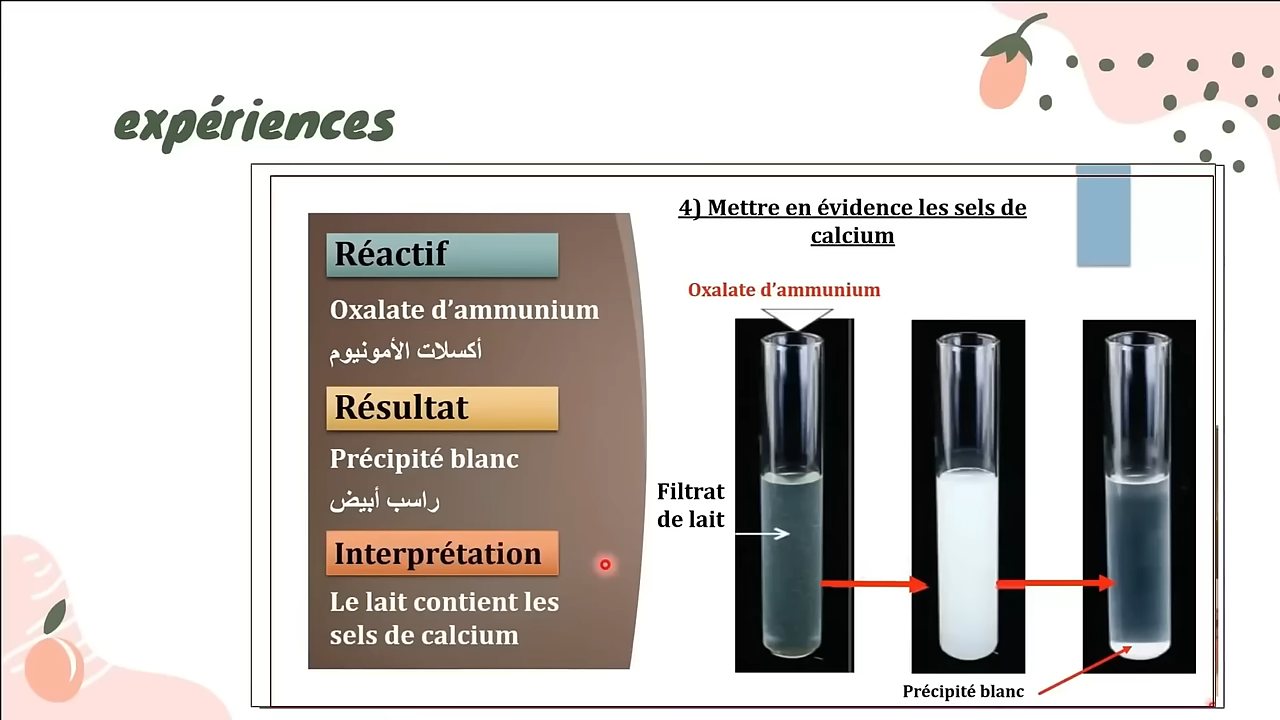 expériences
Réactif
Oxalate d’ammunium
أكسلات الأمونيوم
Résultat
Précipité blanc
راسب أبيض
Interprétation
Le lait contient les
sels de calcium
4) Mettre en évidence les sels de
calcium
Oxalate d’ammunium
Filtrat
de lait
Précipité blanc